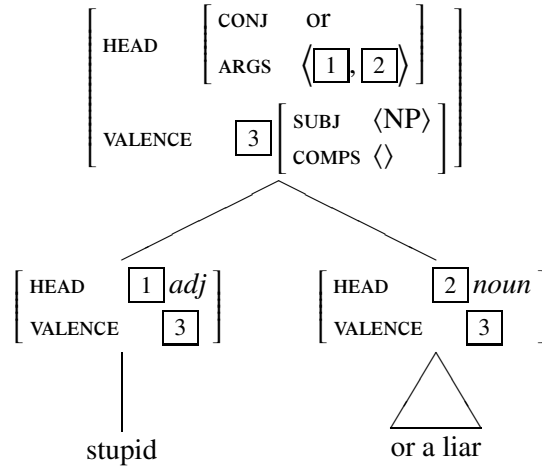 CONJ or
HEAD
ARGS ⟨1, 2⟩
VALENCE 3 SUBJ ⟨NP⟩
COMPS ⟨⟩
HEAD 1 adj
VALENCE 3
HEAD 2 noun
VALENCE 3
stupid
or a liar